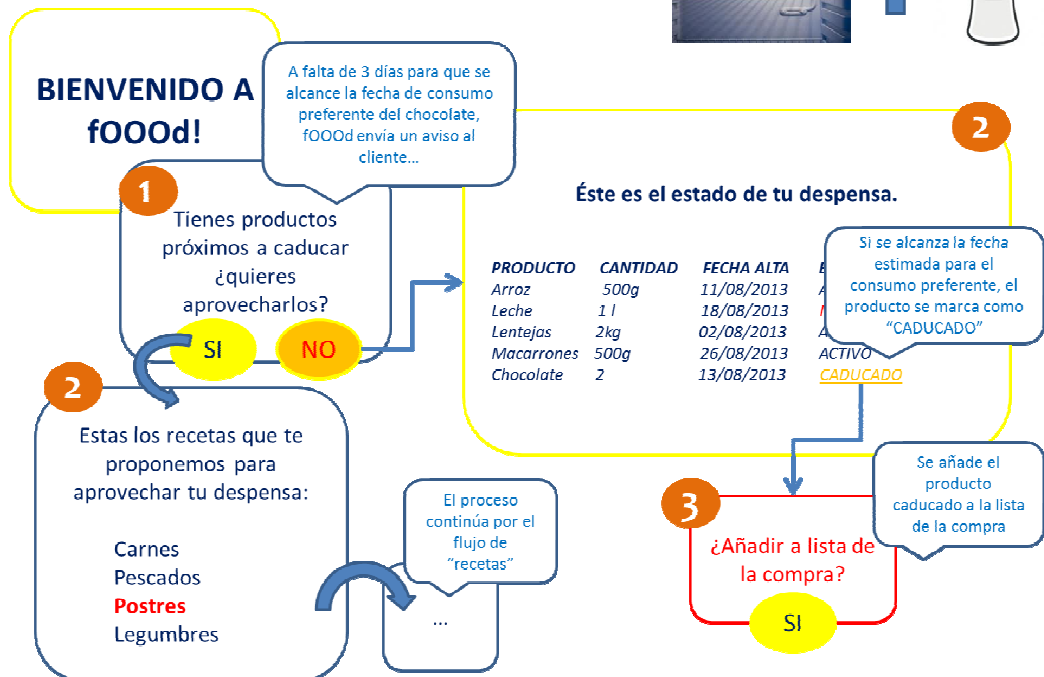 BIENVENIDO A
fOOOd!
A falta de 3 días para que se
alcance la fecha de consumo
preferente del chocolate,
fOOOd envía un aviso al
cliente...
1
Tienes productos
próximos a caducar
¿quieres
aprovecharlos?
SI
NO
2
Éste es el estado de tu despensa.
PRODUCTO CANTIDAD FECHA ALTA E
Arroz 500g 11/08/2013 A
Leche 1 l 18/08/2013
Lentejas 2kg 02/08/2013 A
Macarrones 500g 26/08/2013 ACTIVO
Chocolate 2 13/08/2013 CADUCADO
Si se alcanza la fecha
estimada para el
consumo preferente, el
producto se marca como
“CADUCADO”
2
Estas los recetas que te
proponemos para
aprovechar tu despensa:
Carnes
Pescados
Postres
Legumbres
El proceso
continúa por el
flujo de
“recetas”
...
3
¿Añadir a lista de
la compra?
SI
Se añade el
producto
caducado a la lista
de la compra